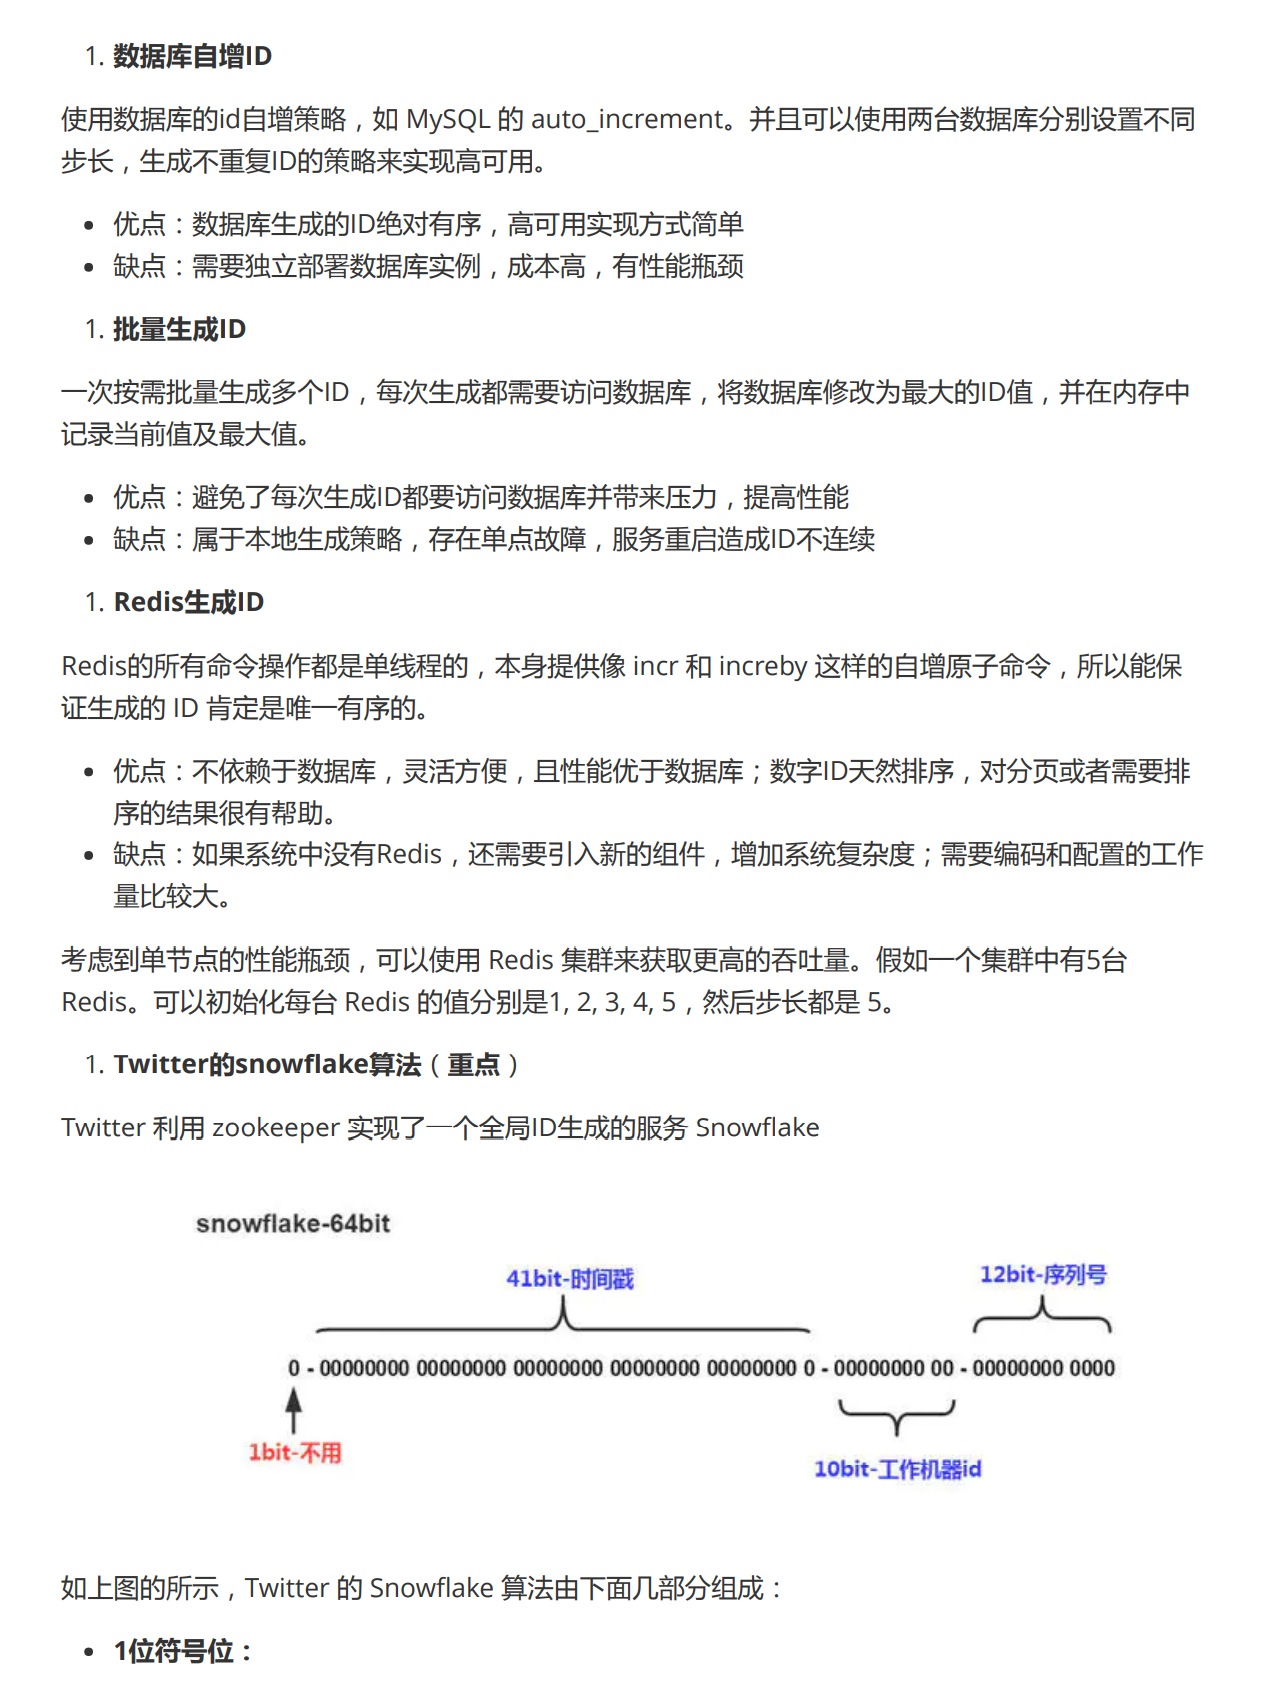 1. 数据库自增ID
使用数据库的id自增策略，如 MySQL 的 auto_increment。并且可以使用两台数据库分别设置不同
步长，生成不重复ID的策略来实现高可用。
• 优点：数据库生成的ID绝对有序，高可用实现方式简单
• 缺点：需要独立部署数据库实例，成本高，有性能瓶颈
1. 批量生成ID
一次按需批量生成多个ID，每次生成都需要访问数据库，将数据库修改为最大的ID值，并在内存中
记录当前值及最大值。
• 优点：避免了每次生成ID都要访问数据库并带来压力，提高性能
• 缺点：属于本地生成策略，存在单点故障，服务重启造成ID不连续
1. Redis生成ID
Redis的所有命令操作都是单线程的，本身提供像 incr 和 increby 这样的自增原子命令，所以能保
证生成的 ID 肯定是唯一有序的。
• 优点：不依赖于数据库，灵活方便，且性能优于数据库；数字ID天然排序，对分页或者需要排
序的结果很有帮助。
• 缺点：如果系统中没有Redis，还需要引入新的组件，增加系统复杂度；需要编码和配置的工作
量比较大。
考虑到单节点的性能瓶颈，可以使用 Redis 集群来获取更高的吞吐量。假如一个集群中有5台
Redis。可以初始化每台 Redis 的值分别是1, 2, 3, 4, 5，然后步长都是 5。
1. Twitter的snowflake算法（重点）
Twitter 利用 zookeeper 实现了一个全局ID生成的服务 Snowflake
snowflake-64bit
41bit-时间戳
12bit-序列号
0 - 00000000 00000000 00000000 00000000 00000000 0 - 00000000 00 - 00000000 0000
1bit-不用
10bit-工作机器id
如上图的所示，Twitter 的 Snowflake 算法由下面几部分组成：
• 1位符号位：